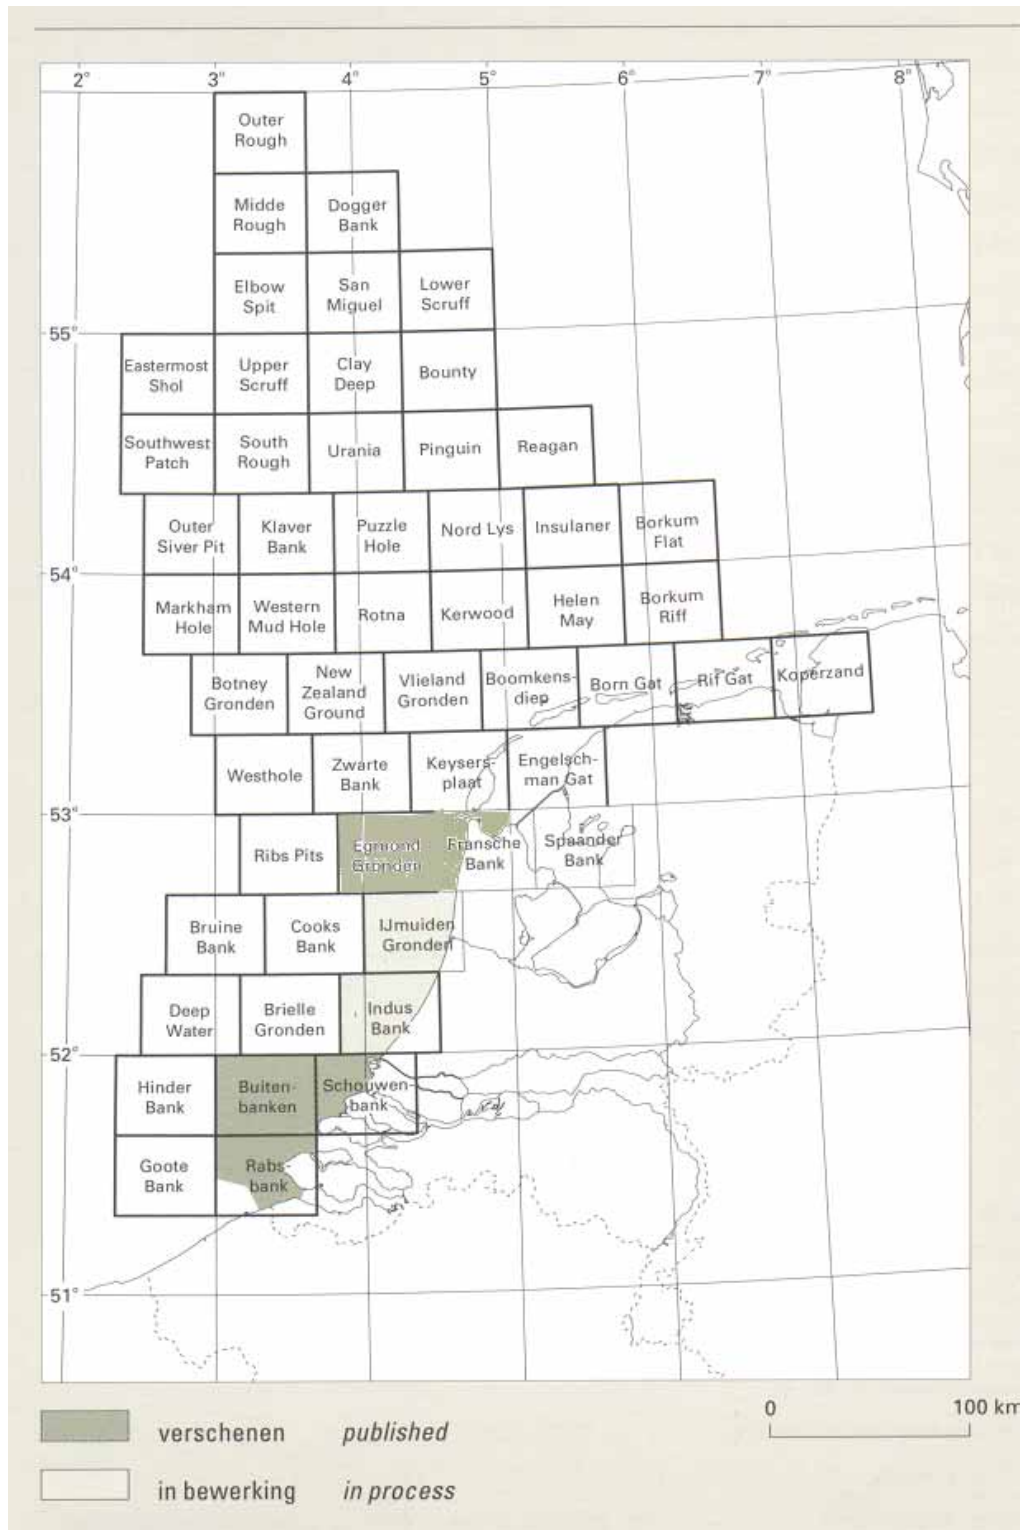 2° 3° 4° 5° 6° 7° 8°
Outer
Rough
Midde
Rough
Dogger
Bank
Elbow
Spit
San
Miguel
Lower
Scruff
55°
Eastermost
Shol
Upper
Scruff
Clay
Deep
Bounty
Southwest
Patch
South
Rough
Urania
Pinguin
Reagan
Outer
Siver Pit
Klaver
Bank
Puzzle
Hole
Nord Lys
Insulaner
Borkum
Flat
54°
Markham
Hole
Western
Mud Hole
Rotna
Kerwood
Helen
May
Borkum
Riff
Botney
Gronden
New
Zealand
Ground
Vlieland
Gronden
Boomkens-
diep
Born Gat
Rif Gat
Koperzand
Westhole
Zwarte
Bank
Keysers-
plaat
Engelsch-
man Gat
53°
Ribs Pits
Egmond
Gronden
Fransche
Bank
Spaander
Bank
Bruine
Bank
Cooks
Bank
IJmuiden
Gronden
Deep
Water
Brielle
Gronden
Indus
Bank
52°
Hinder
Bank
Buiten-
banken
Schouwen-
bank
Goote
Bank
Rabs-
bank
51°
0 100 km
verschenen published
in bewerking in process